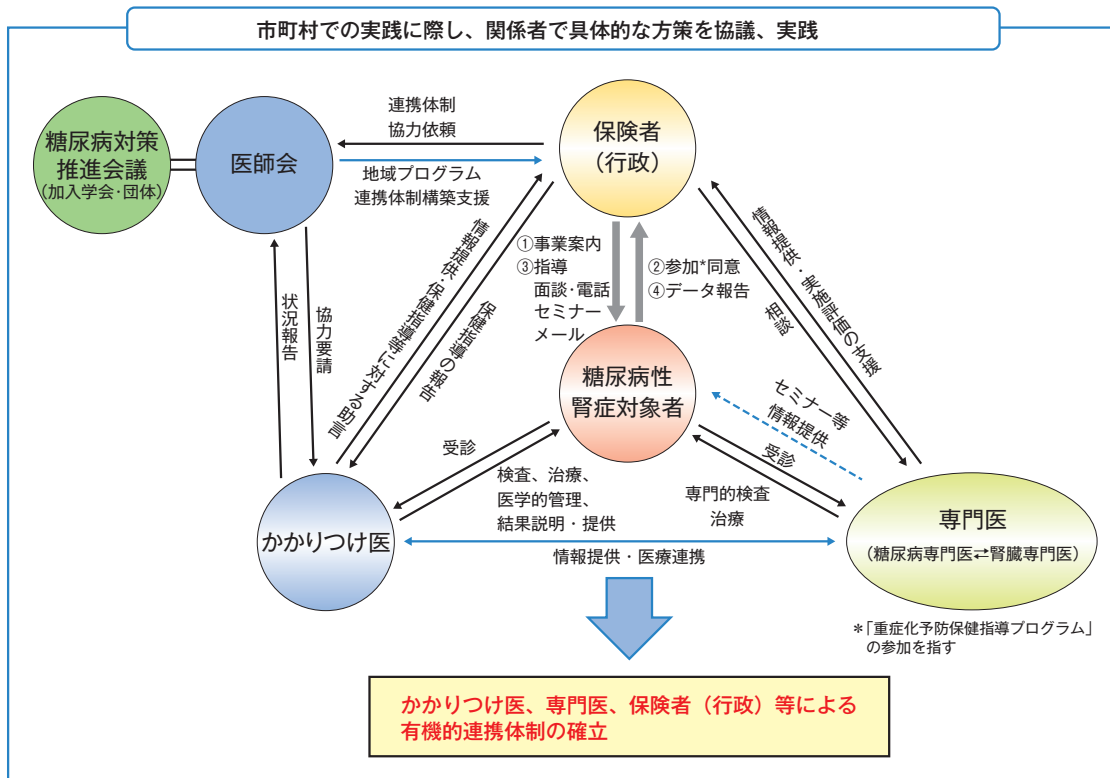 市町村での実践に際し、関係者で具体的な方策を協議、実践
糖尿病対策
推進会議
(加入学会・団体)
医師会
連携体制
協力依頼
地域プログラム
連携体制構築支援
保険者
(行政)
①事業案内
③指導
面談・電話
セミナー
メール
②参加*同意
④データ報告
情報提供・実施評価の支援
相談
情報提供・保健指導等に対する助言
保健指導の報告
状況報告
協力要請
糖尿病性
腎症対象者
セミナー等
情報提供
受診
検査、治療、
医学的管理、
結果説明・提供
受診
専門的検査
治療
かかりつけ医
情報提供・医療連携
専門医
(糖尿病専門医⇄腎臓専門医)
*「重症化予防保健指導プログラム」
の参加を指す
かかりつけ医、専門医、保険者(行政)等による
有機的連携体制の確立